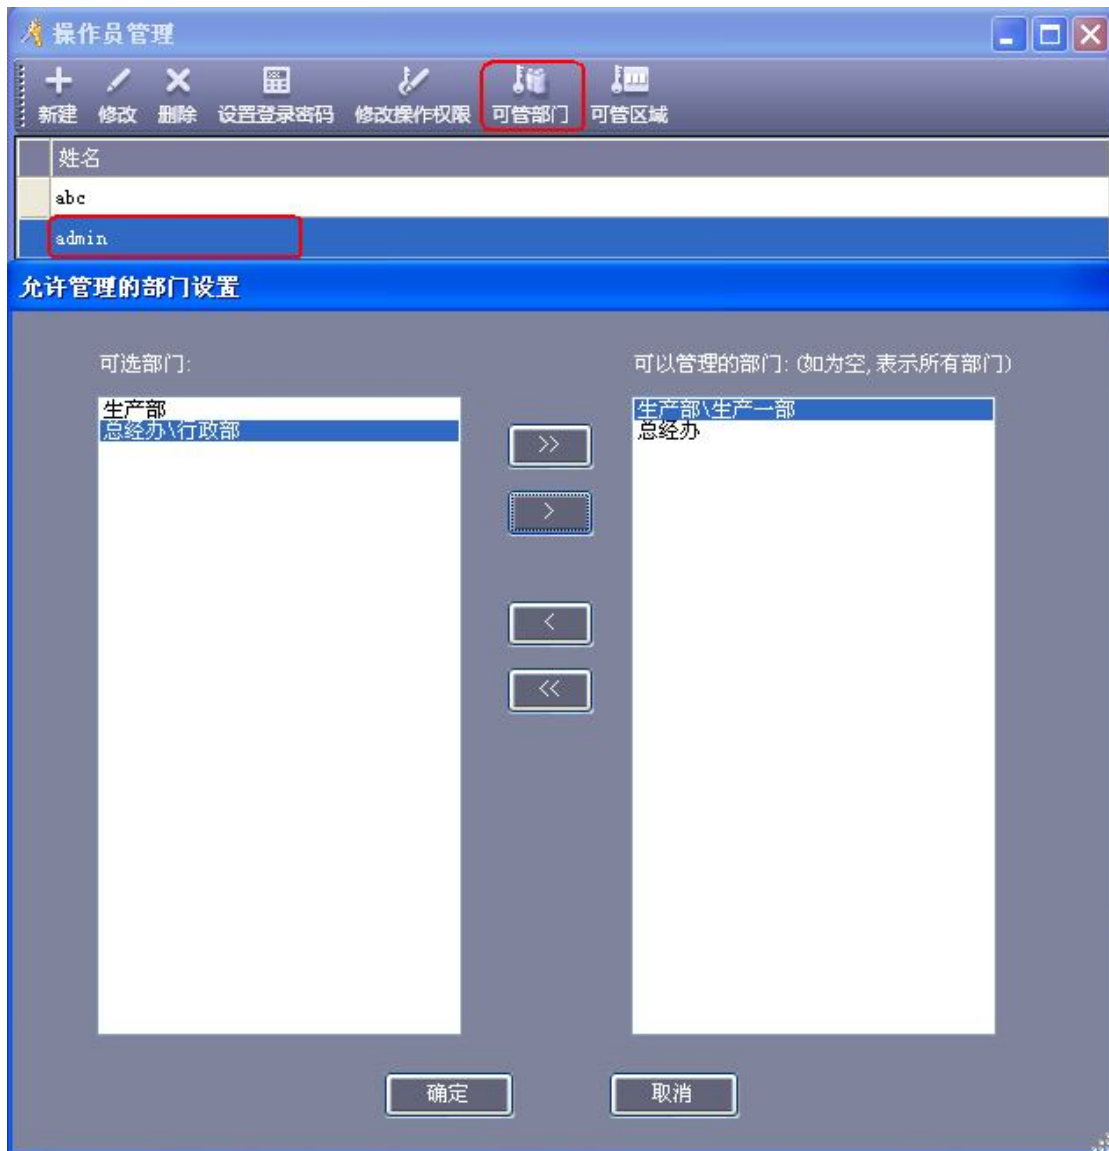 操作员管理
新建 修改 删除 设置登录密码 修改操作权限 可管部门 可管区域
姓名
abc
admin
允许管理的部门设置
可选部门: 可以管理的部门: (如为空, 表示所有部门)
生产部 生产部\生产一部
总经办\行政部 总经办
>>
>
<
<<
确定 取消